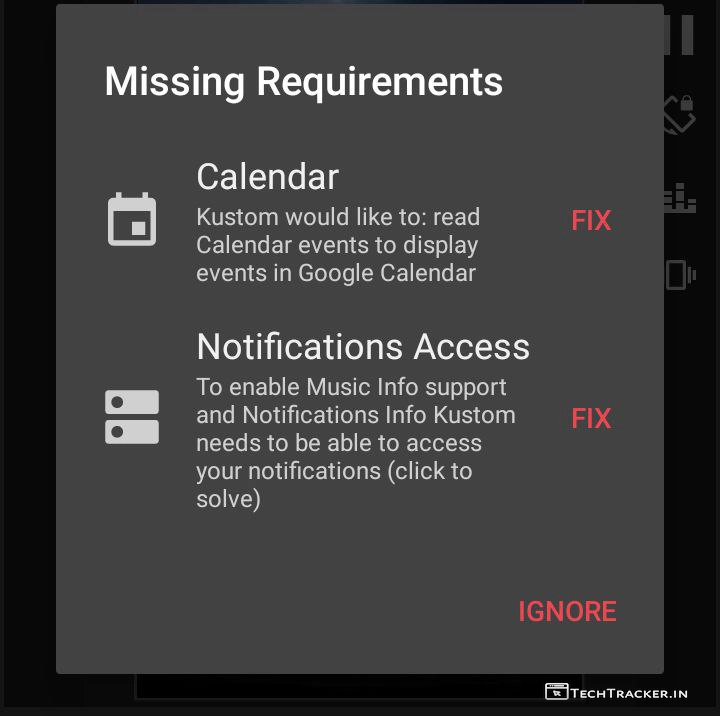 Missing Requirements
Calendar
Kustom would like to: read
Calendar events to display
events in Google Calendar
FIX
Notifications Access
To enable Music Info support
and Notifications Info Kustom
needs to be able to access
your notifications (click to
solve)
FIX
IGNORE
TECHTRACKER.IN